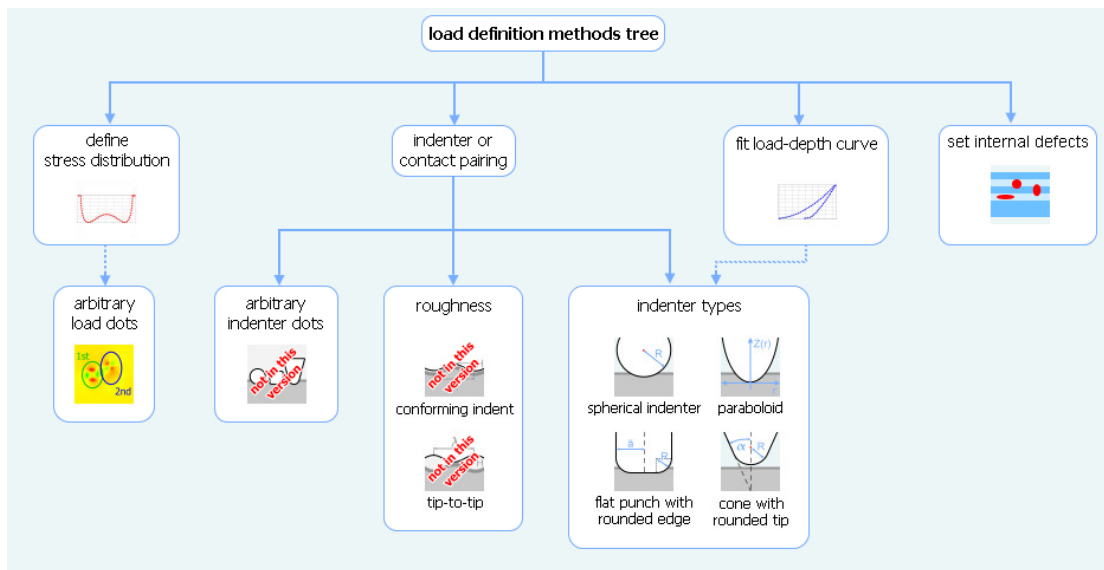 load definition methods tree
define
stress distribution
indenter or
contact pairing
fit load-depth curve
set internal defects
arbitrary
load dots
1st
2nd
arbitrary
indenter dots
not in this
version
roughness
not in this
version
conforming indent
not in this
version
H
tip-to-tip
indenter types
R
spherical indenter
Z(r)
r
paraboloid
a
R
flat punch with
rounded edge
α
R
cone with
rounded tip